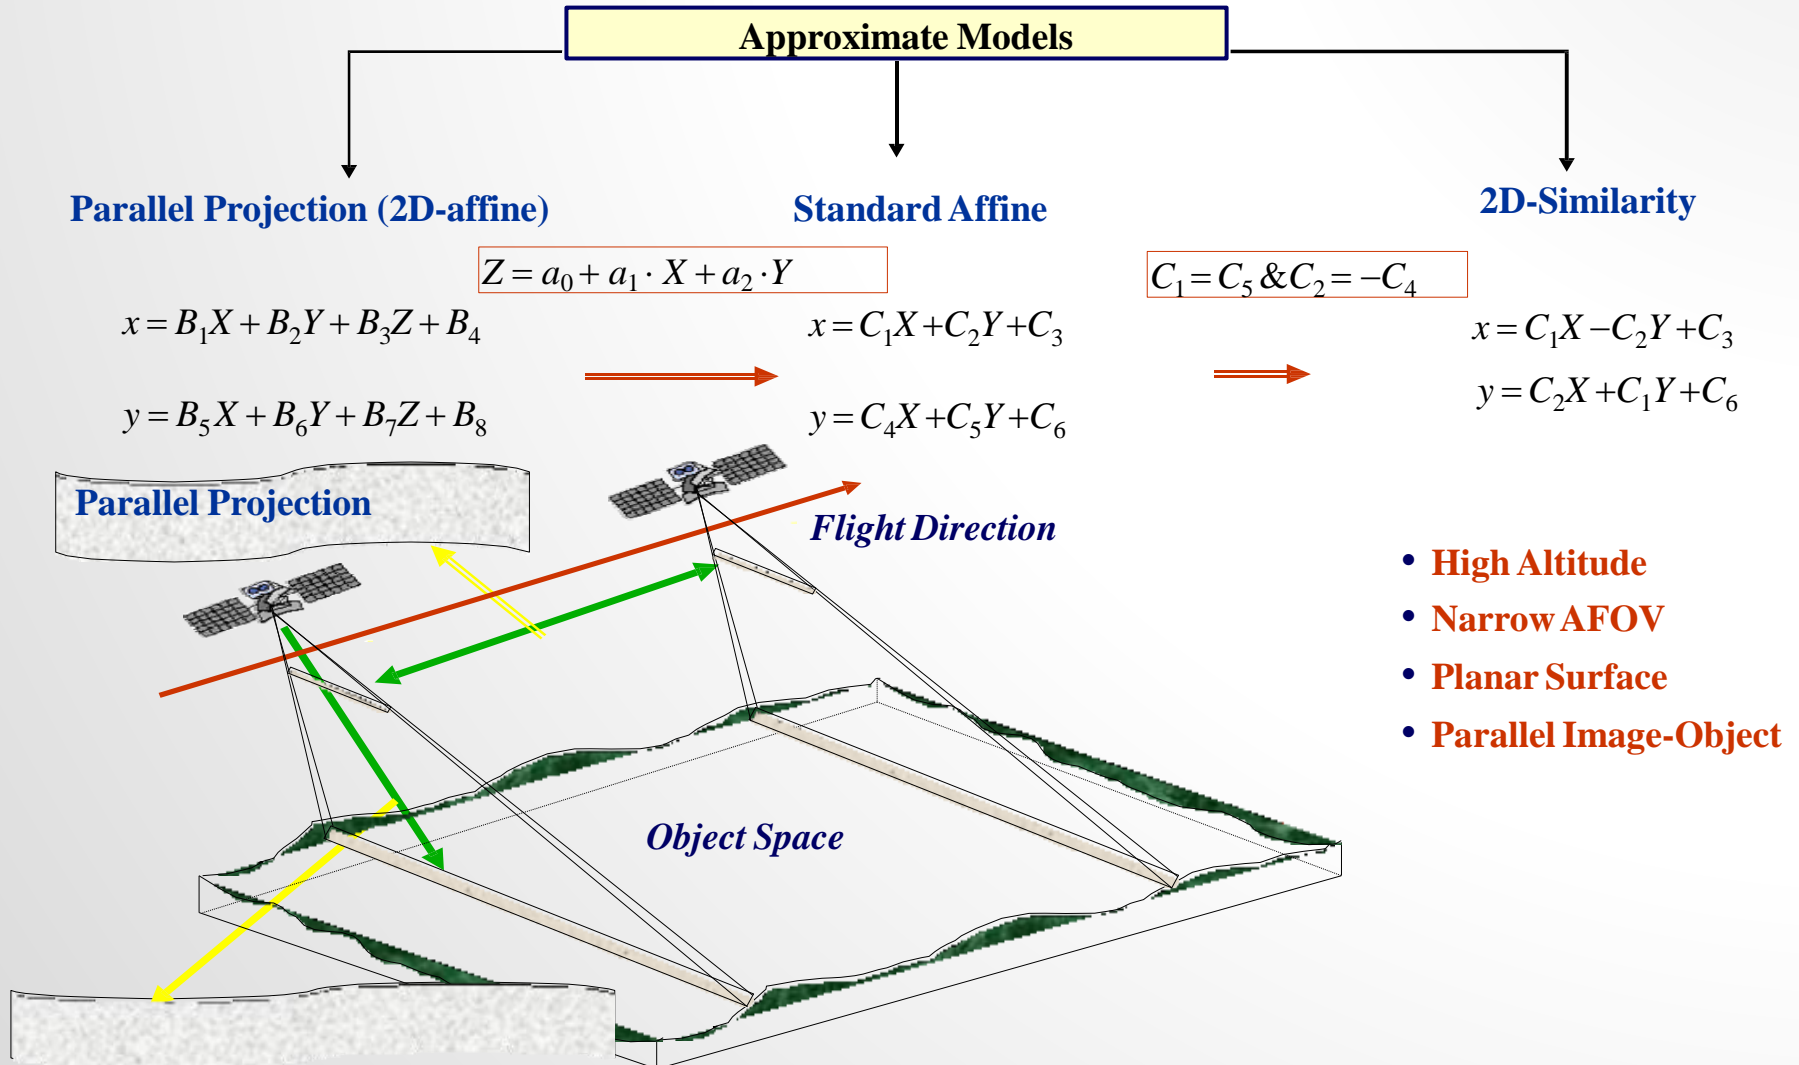 Approximate Models
Parallel Projection (2D-affine)
Standard Affine
2D-Similarity
Z = a₀ + a₁ · X + a₂ · Y
C₁ = C₅ & C₂ = −C₄
x = B₁X + B₂Y + B₃Z + B₄
y = B₅X + B₆Y + B₇Z + B₈
x = C₁X + C₂Y + C₃
y = C₄X + C₅Y + C₆
x = C₁X − C₂Y + C₃
y = C₂X + C₁Y + C₆
Parallel Projection
Flight Direction
• High Altitude
• Narrow AFOV
• Planar Surface
• Parallel Image-Object
Object Space